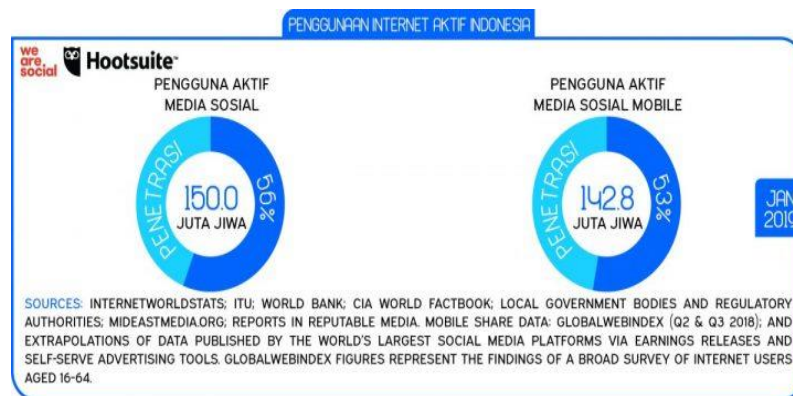 PENGGUNAAN INTERNET AKTIF INDONESIA
we
are.
social
Hootsuite™
PENGGUNA AKTIF
MEDIA SOSIAL
PENETRASI
56%
150.0
JUTA JIWA
PENGGUNA AKTIF
MEDIA SOSIAL MOBILE
PENETRASI
53%
142.8
JUTA JIWA
JAN
2019
SOURCES: INTERNETWORLDSTATS; ITU; WORLD BANK; CIA WORLD FACTBOOK; LOCAL GOVERNMENT BODIES AND REGULATORY
AUTHORITIES; MIDEASTMEDIA.ORG; REPORTS IN REPUTABLE MEDIA. MOBILE SHARE DATA: GLOBALWEBINDEX (Q2 & Q3 2018); AND
EXTRAPOLATIONS OF DATA PUBLISHED BY THE WORLD'S LARGEST SOCIAL MEDIA PLATFORMS VIA EARNINGS RELEASES AND
SELF-SERVE ADVERTISING TOOLS. GLOBALWEBINDEX FIGURES REPRESENT THE FINDINGS OF A BROAD SURVEY OF INTERNET USERS
AGED 16-64.